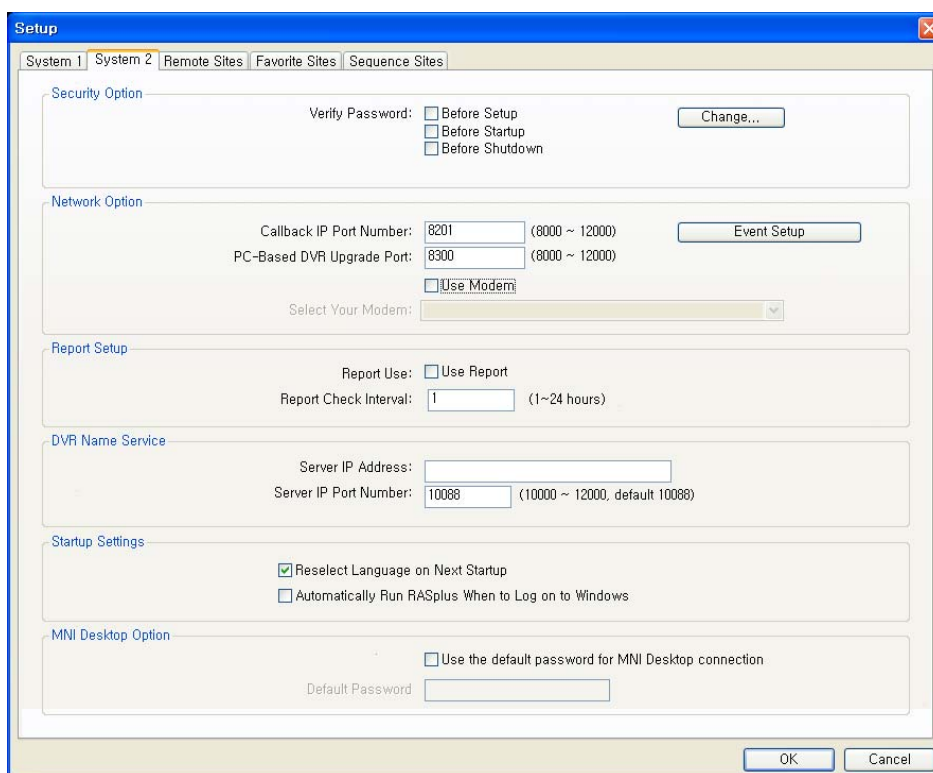 Setup
System 1 System 2 Remote Sites Favorite Sites Sequence Sites
Security Option
Verify Password: Before Setup Change...
Before Startup
Before Shutdown
Network Option
Callback IP Port Number: 8201 (8000 ~ 12000) Event Setup
PC-Based DVR Upgrade Port: 8300 (8000 ~ 12000)
Use Modem
Select Your Modem:
Report Setup
Report Use: Use Report
Report Check Interval: 1 (1~24 hours)
DVR Name Service
Server IP Address:
Server IP Port Number: 10088 (10000 ~ 12000, default 10088)
Startup Settings
Reselect Language on Next Startup
Automatically Run RASplus When to Log on to Windows
MNI Desktop Option
Use the default password for MNI Desktop connection
Default Password
OK Cancel